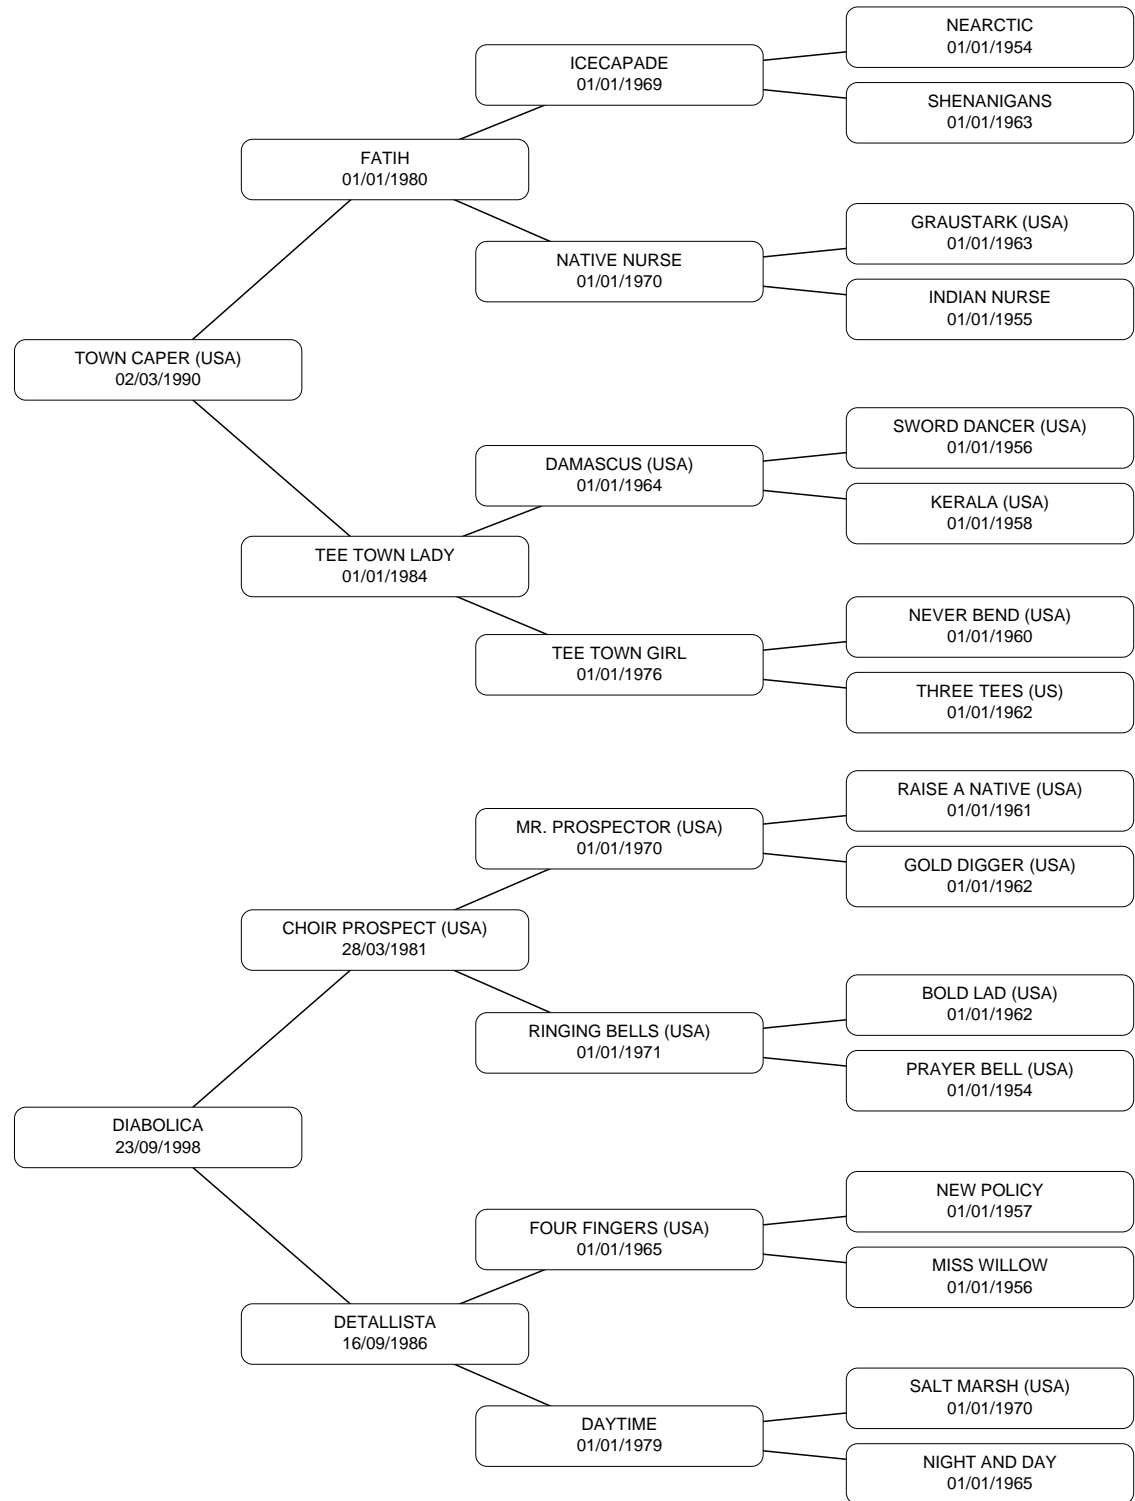 NEARCTIC
01/01/1954
ICECAPADE
01/01/1969
SHENANIGANS
01/01/1963
FATIH
01/01/1980
GRAUSTARK (USA)
01/01/1963
NATIVE NURSE
01/01/1970
INDIAN NURSE
01/01/1955
TOWN CAPER (USA)
02/03/1990
SWORD DANCER (USA)
01/01/1956
DAMASCUS (USA)
01/01/1964
KERALA (USA)
01/01/1958
TEE TOWN LADY
01/01/1984
NEVER BEND (USA)
01/01/1960
TEE TOWN GIRL
01/01/1976
THREE TEES (US)
01/01/1962
RAISE A NATIVE (USA)
01/01/1961
MR. PROSPECTOR (USA)
01/01/1970
GOLD DIGGER (USA)
01/01/1962
CHOIR PROSPECT (USA)
28/03/1981
BOLD LAD (USA)
01/01/1962
RINGING BELLS (USA)
01/01/1971
PRAYER BELL (USA)
01/01/1954
DIABOLICA
23/09/1998
NEW POLICY
01/01/1957
FOUR FINGERS (USA)
01/01/1965
MISS WILLOW
01/01/1956
DETALLISTA
16/09/1986
SALT MARSH (USA)
01/01/1970
DAYTIME
01/01/1979
NIGHT AND DAY
01/01/1965